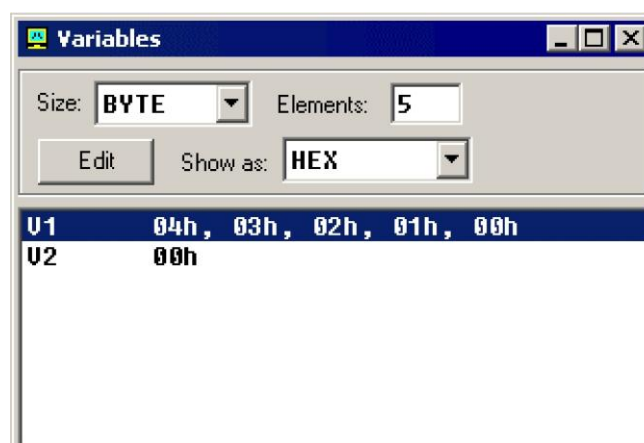 Variables
Size: BYTE Elements: 5
Edit Show as: HEX
V1 04h, 03h, 02h, 01h, 00h
V2 00h